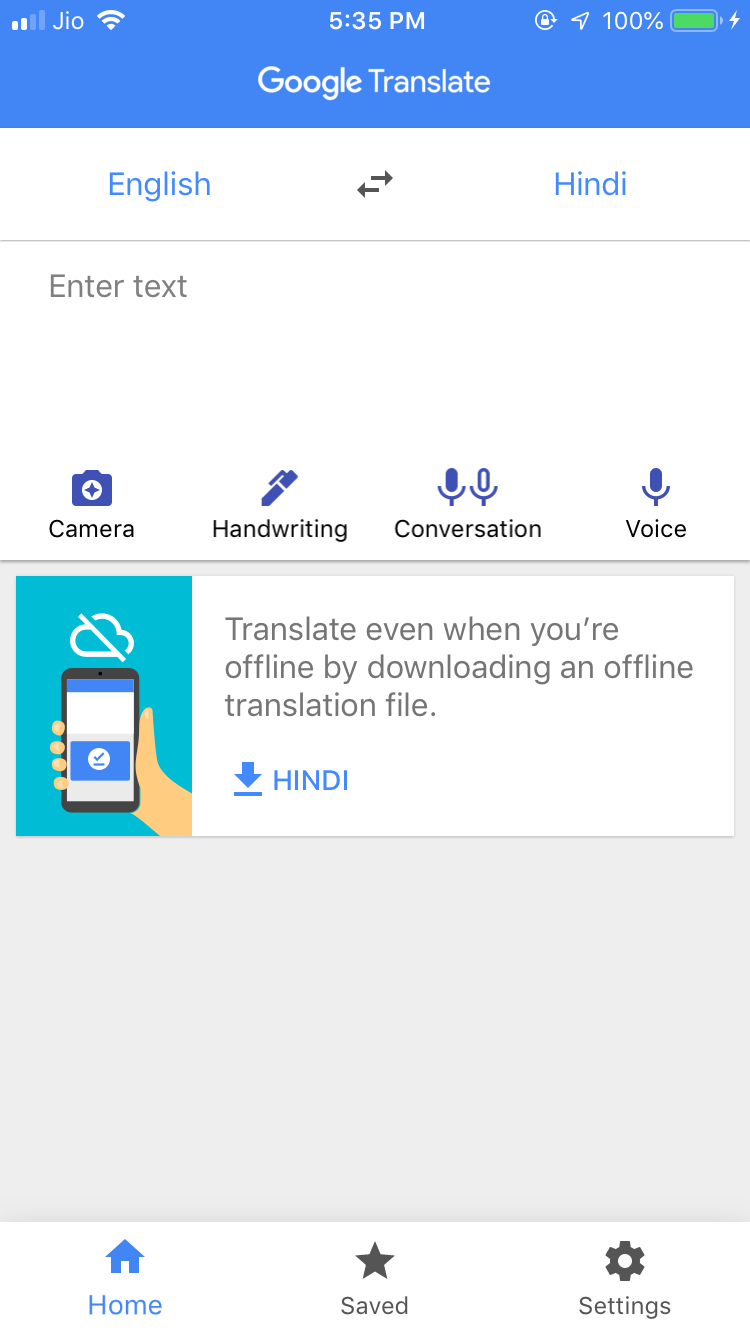 Jio 5:35 PM 100%
Google Translate
English Hindi
Enter text
Camera Handwriting Conversation Voice
Translate even when you’re
offline by downloading an offline
translation file.
HINDI
Home Saved Settings